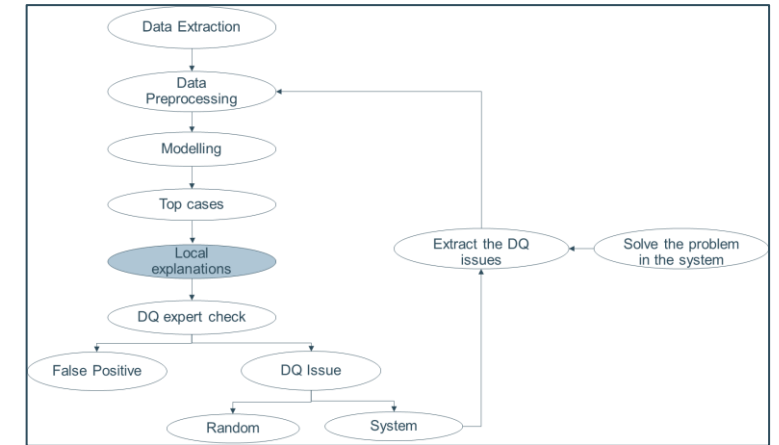 Data Extraction
Data
Preprocessing
Modelling
Top cases
Local
explanations
Extract the DQ
issues
Solve the problem
in the system
DQ expert check
False Positive
DQ Issue
Random
System